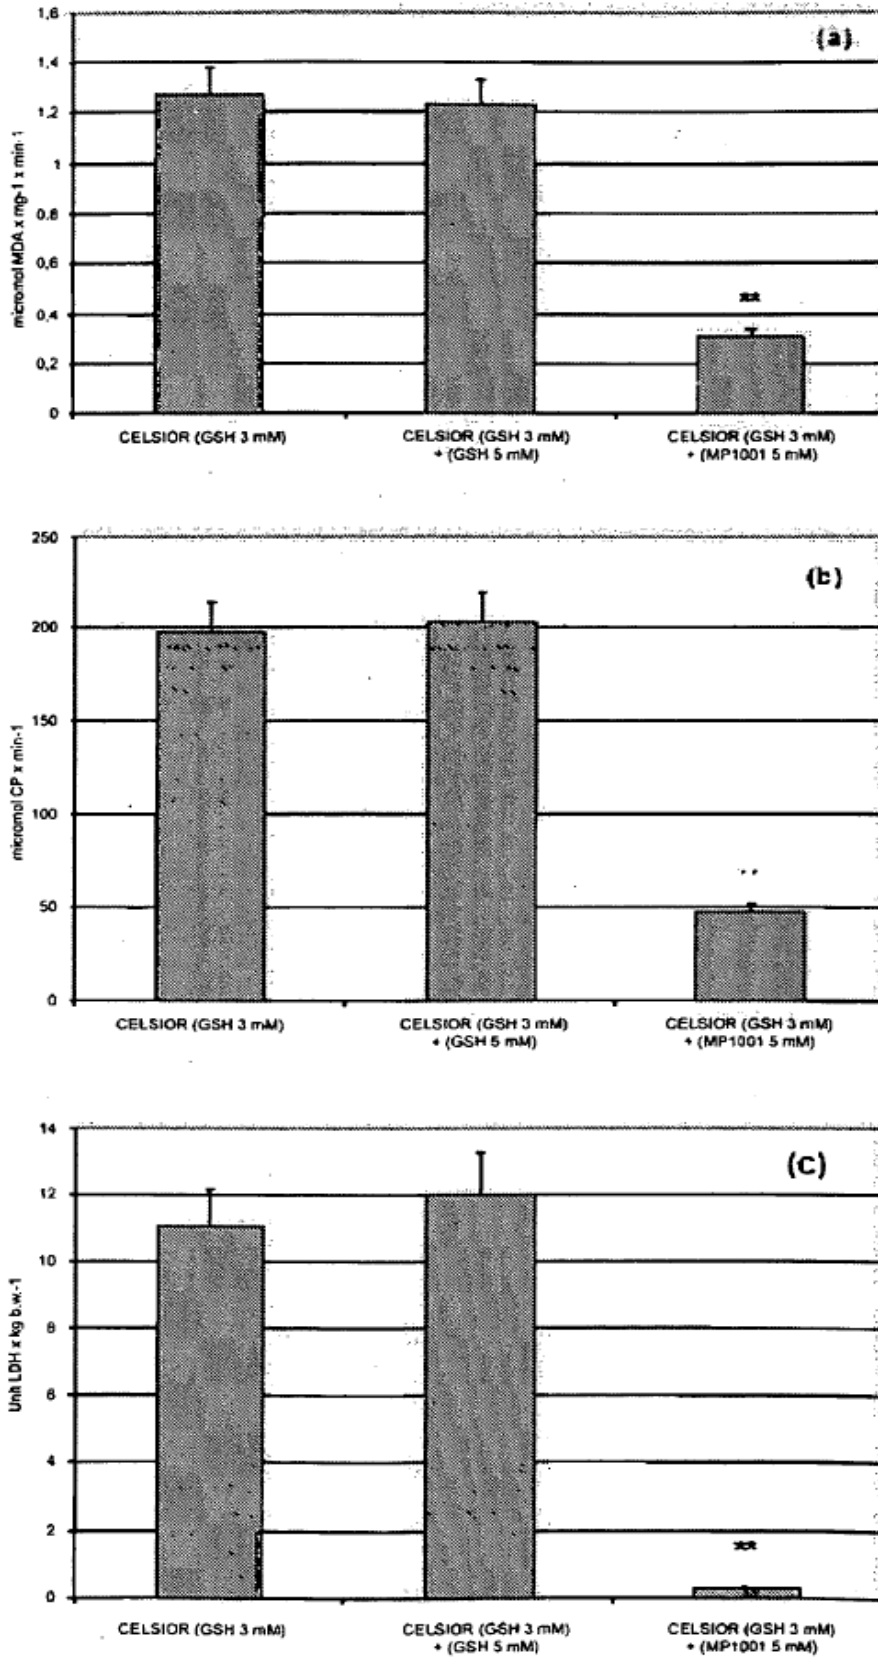 (a)
micromol MDA x mg-1 x min-1
1,6
1,4
1,2
1
0,8
0,6
0,4
0,2
0
**
CELSIOR (GSH 3 mM)
CELSIOR (GSH 3 mM)
+ (GSH 5 mM)
CELSIOR (GSH 3 mM)
+ (MP1001 5 mM)
(b)
micromol CP x min-1
250
200
150
100
50
0
CELSIOR (GSH 3 mM)
CELSIOR (GSH 3 mM)
+ (GSH 5 mM)
CELSIOR (GSH 3 mM)
+ (MP1001 5 mM)
(C)
Unit LDH x kg b.w.-1
14
12
10
8
6
4
2
0
**
CELSIOR (GSH 3 mM)
CELSIOR (GSH 3 mM)
+ (GSH 5 mM)
CELSIOR (GSH 3 mM)
+ (MP1001 5 mM)